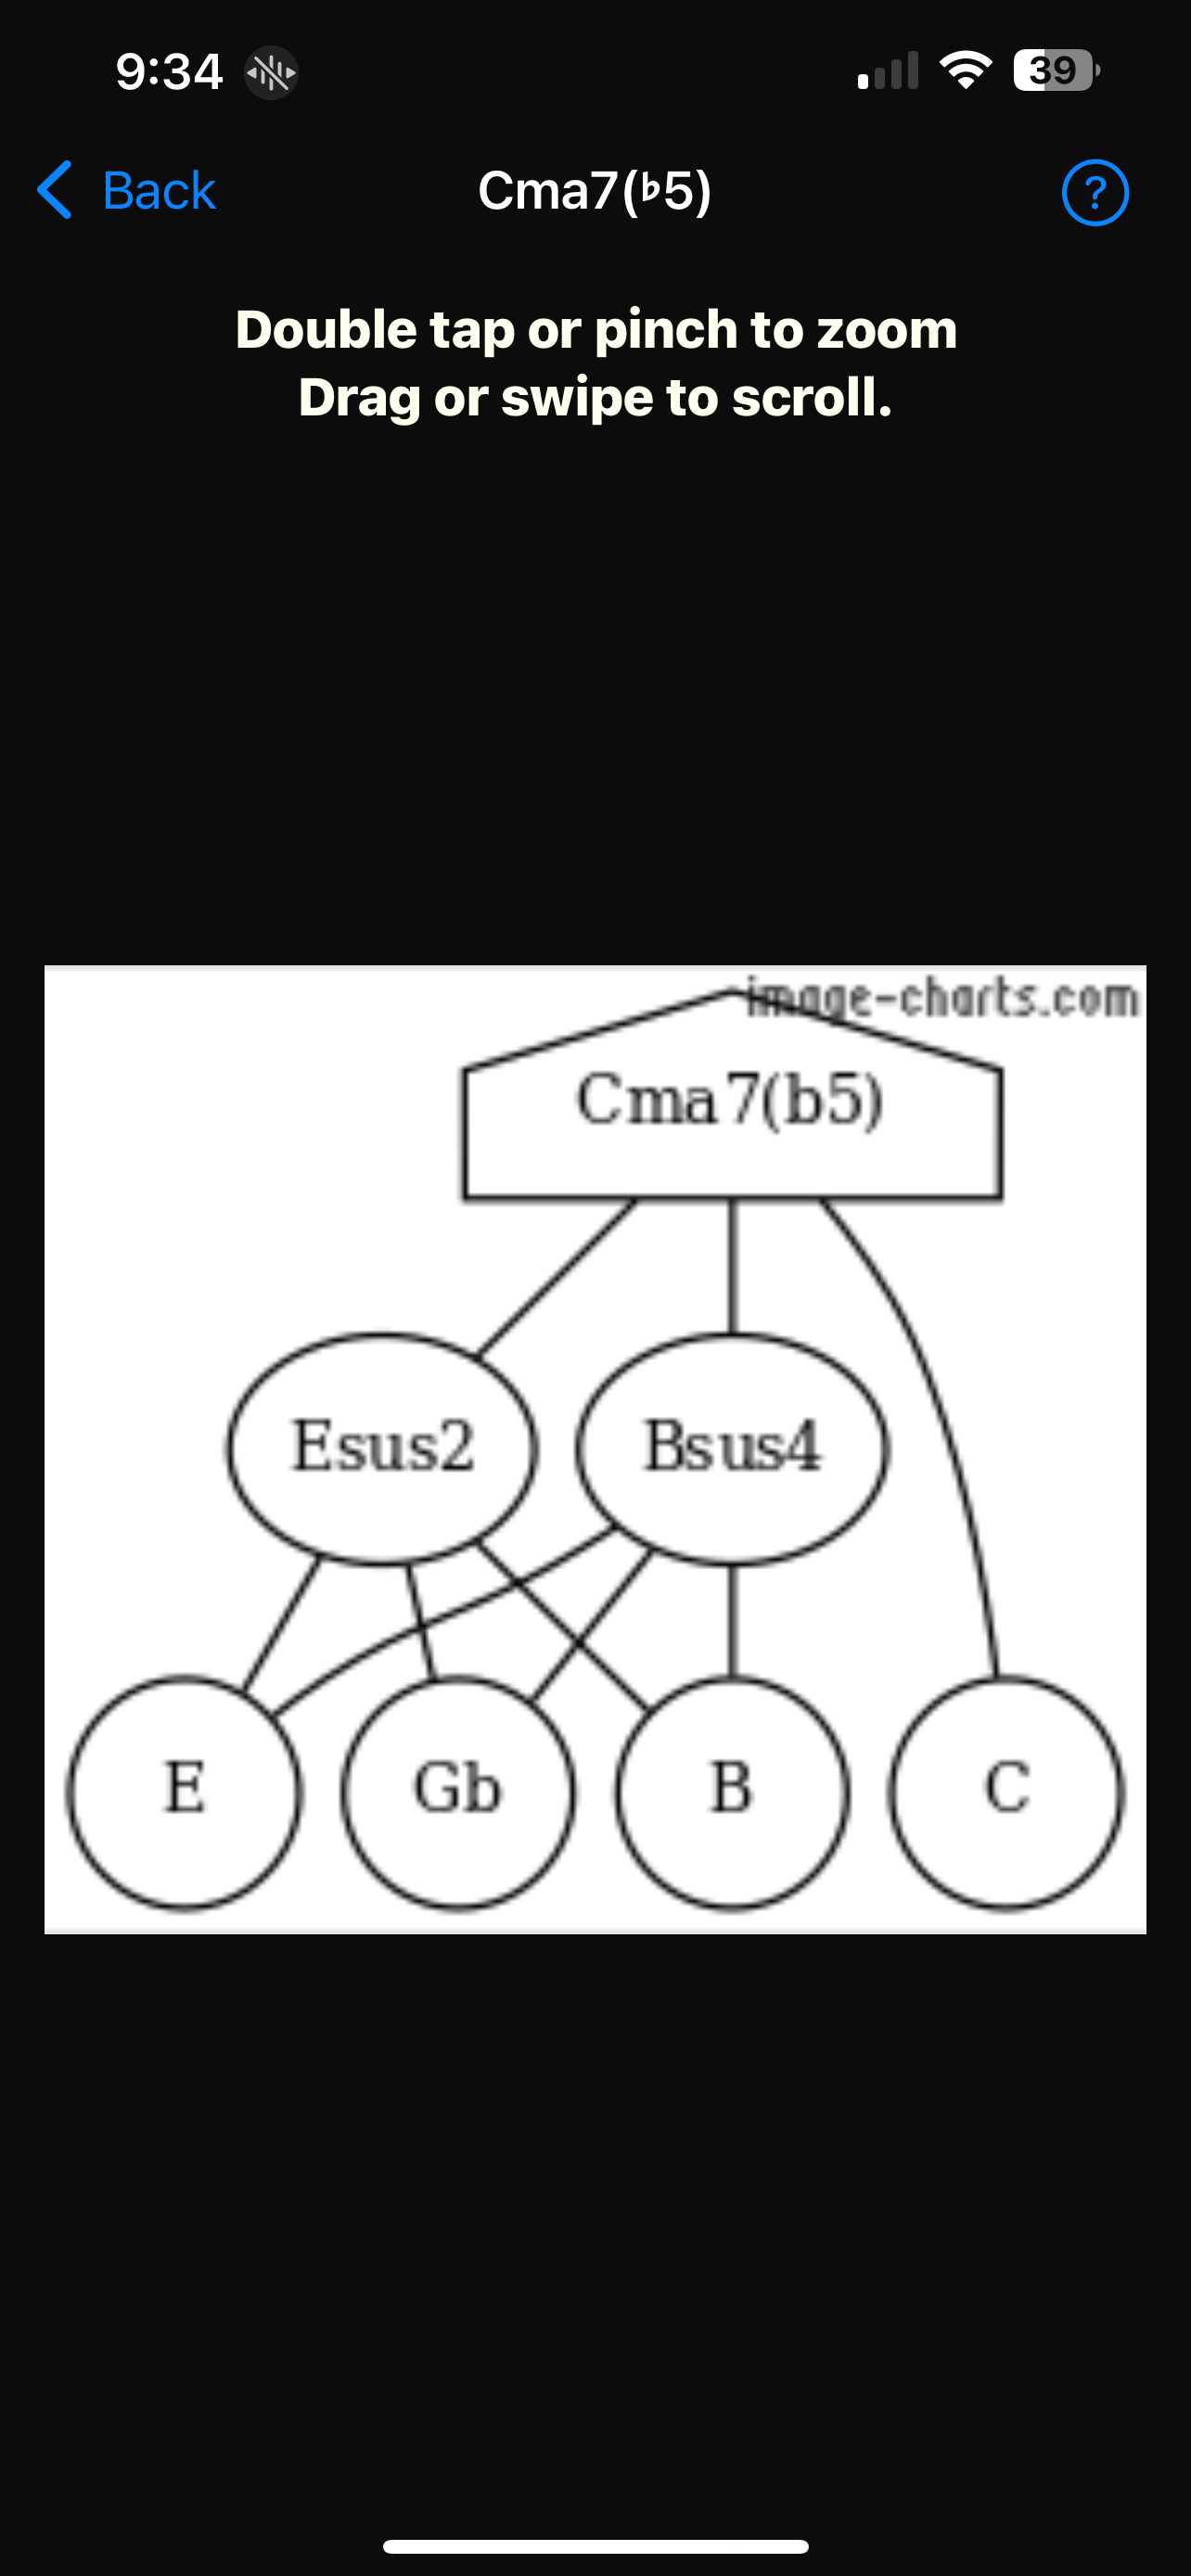 9:34
39
Back
Cma7(♭5)
?
Double tap or pinch to zoom
Drag or swipe to scroll.
image-charts.com
Cma7(b5)
Esus2
Bsus4
E
Gb
B
C